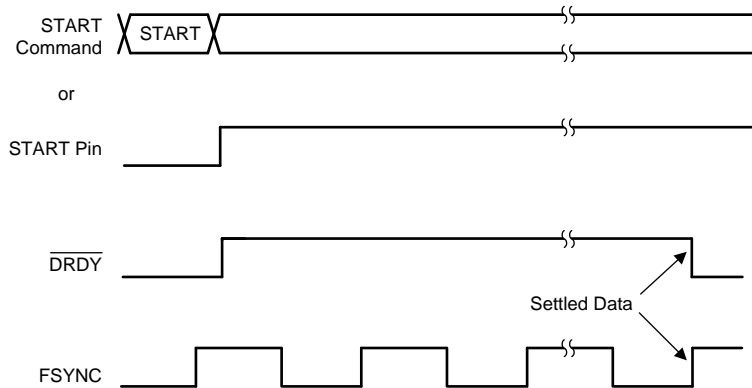 START
Command
START
or
START Pin
DRDY
Settled Data
FSYNC